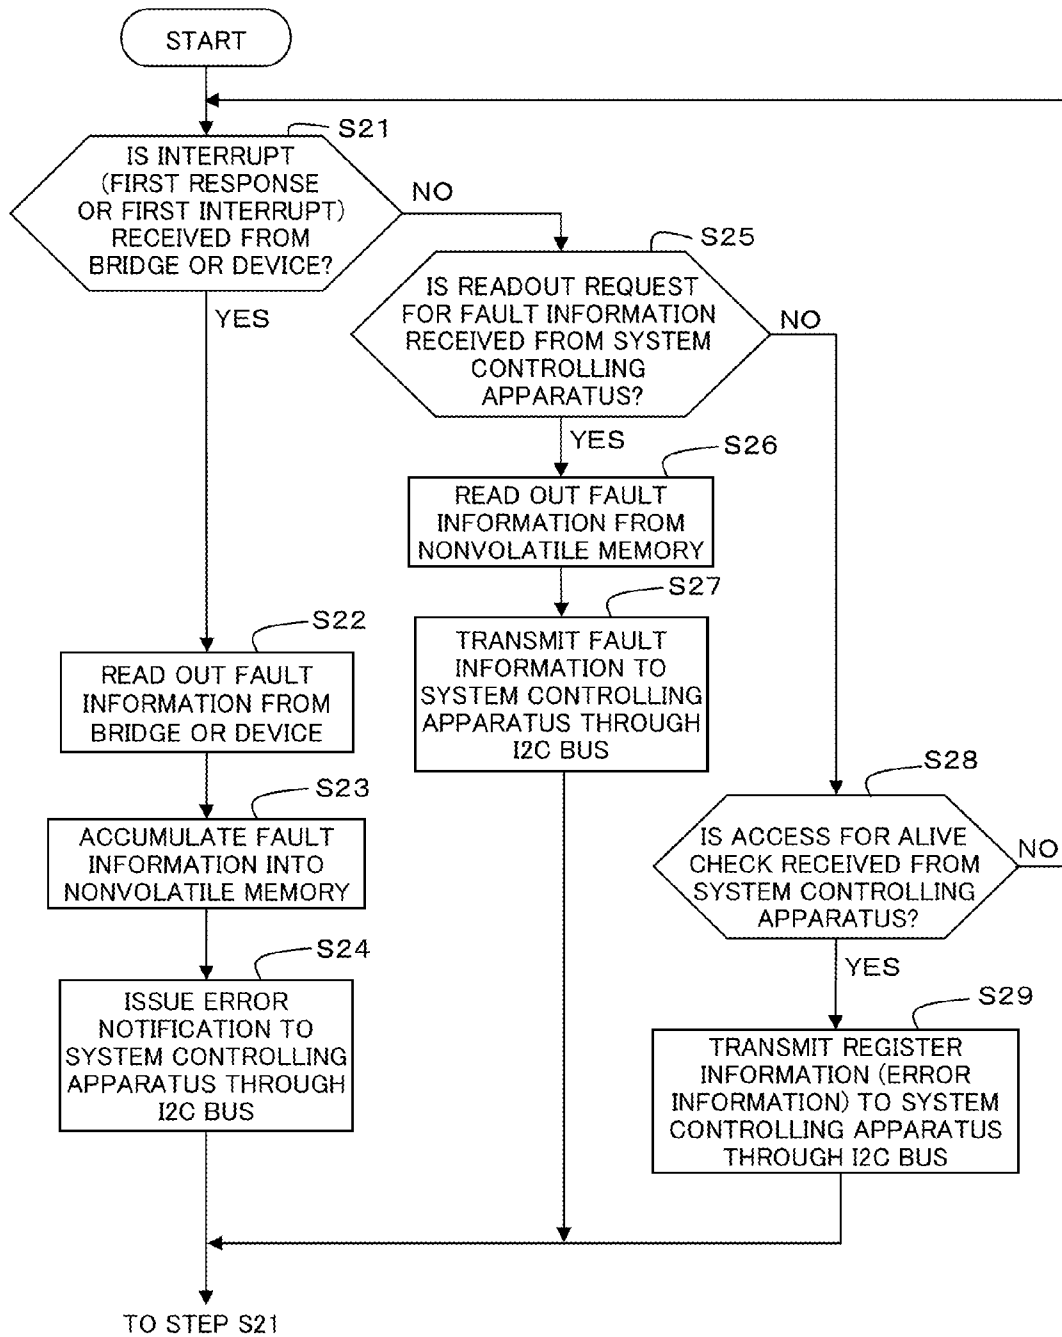 START
S21
IS INTERRUPT
(FIRST RESPONSE
OR FIRST INTERRUPT)
RECEIVED FROM
BRIDGE OR DEVICE?
NO
YES
S25
IS READOUT REQUEST
FOR FAULT INFORMATION
RECEIVED FROM SYSTEM
CONTROLLING
APPARATUS?
NO
YES
S26
READ OUT FAULT
INFORMATION FROM
NONVOLATILE MEMORY
S27
TRANSMIT FAULT
INFORMATION TO
SYSTEM CONTROLLING
APPARATUS THROUGH
I2C BUS
S22
READ OUT FAULT
INFORMATION FROM
BRIDGE OR DEVICE
S23
ACCUMULATE FAULT
INFORMATION INTO
NONVOLATILE MEMORY
S24
ISSUE ERROR
NOTIFICATION TO
SYSTEM CONTROLLING
APPARATUS THROUGH
I2C BUS
S28
IS ACCESS FOR ALIVE
CHECK RECEIVED FROM
SYSTEM CONTROLLING
APPARATUS?
NO
YES
S29
TRANSMIT REGISTER
INFORMATION (ERROR
INFORMATION) TO SYSTEM
CONTROLLING APPARATUS
THROUGH I2C BUS
TO STEP S21